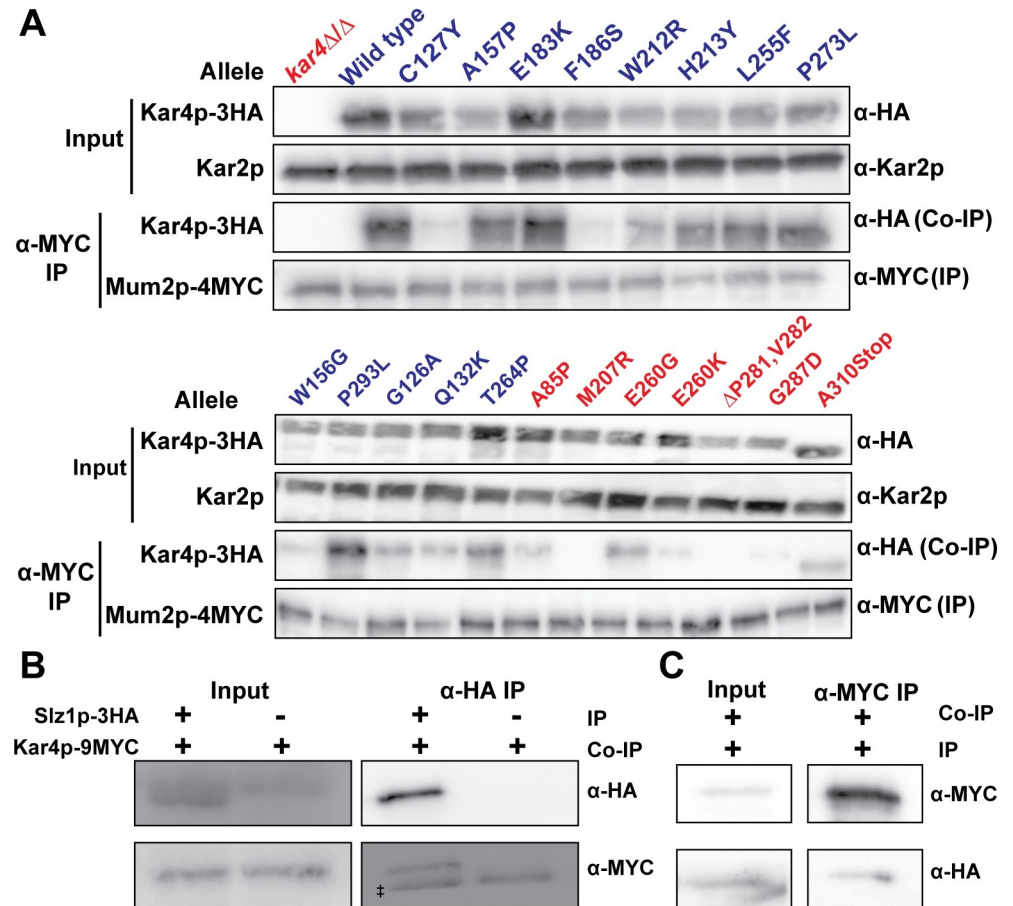 A
Allele kar4Δ/Δ Wild type C127Y A157P E183K F186S W212R H213Y L255F P273L
Input
Kar4p-3HA α-HA
Kar2p α-Kar2p
α-MYC IP
Kar4p-3HA α-HA (Co-IP)
Mum2p-4MYC α-MYC(IP)
Allele W156G P293L G126A Q132K T264P A85P M207R E260G E260K ΔP281,V282 G287D A310Stop
Input
Kar4p-3HA α-HA
Kar2p α-Kar2p
α-MYC IP
Kar4p-3HA α-HA (Co-IP)
Mum2p-4MYC α-MYC (IP)
B
Input α-HA IP
Slz1p-3HA + - + - IP
Kar4p-9MYC + + + + Co-IP
α-HA
α-MYC
‡
C
Input α-MYC IP
+ + Co-IP
+ + IP
α-MYC
α-HA